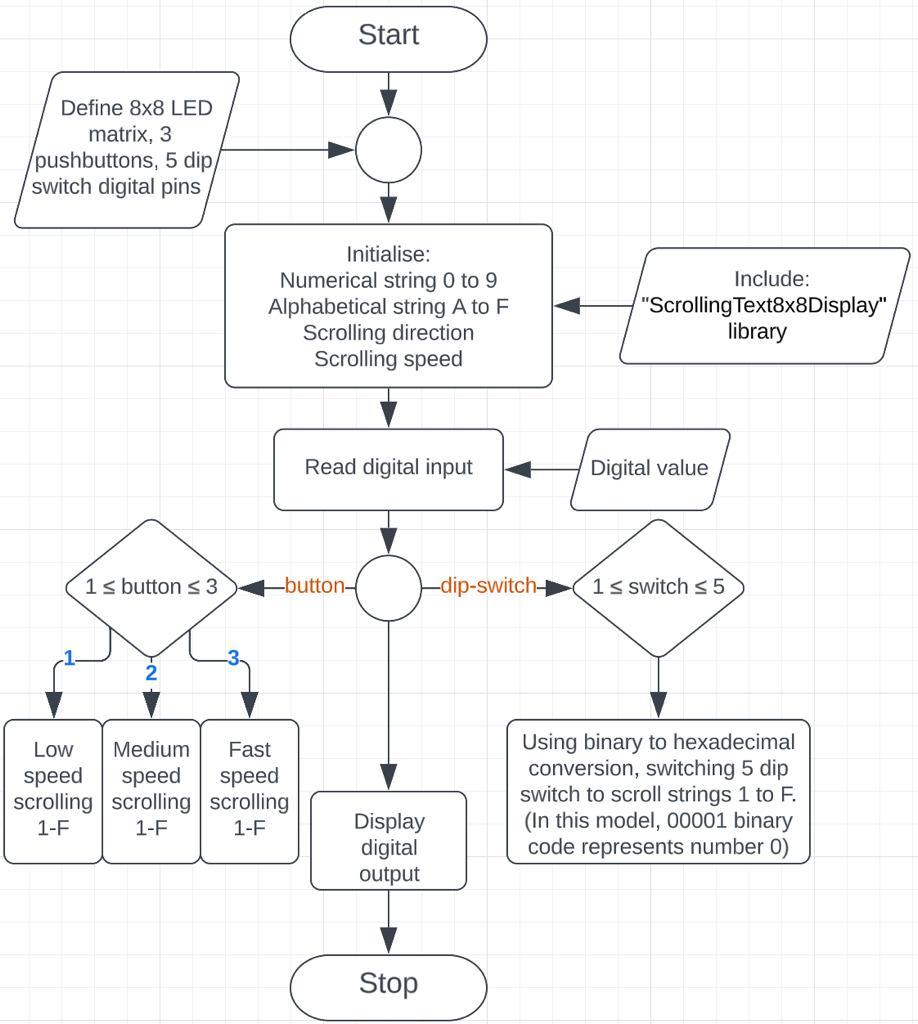 Start
Define 8x8 LED
matrix, 3
pushbuttons, 5 dip
switch digital pins
Initialise:
Numerical string 0 to 9
Alphabetical string A to F
Scrolling direction
Scrolling speed
Include:
"ScrollingText8x8Display"
library
Read digital input
Digital value
1 ≤ button ≤ 3
button
dip-switch
1 ≤ switch ≤ 5
1
2
3
Low
speed
scrolling
1-F
Medium
speed
scrolling
1-F
Fast
speed
scrolling
1-F
Display
digital
output
Using binary to hexadecimal
conversion, switching 5 dip
switch to scroll strings 1 to F.
(In this model, 00001 binary
code represents number 0)
Stop